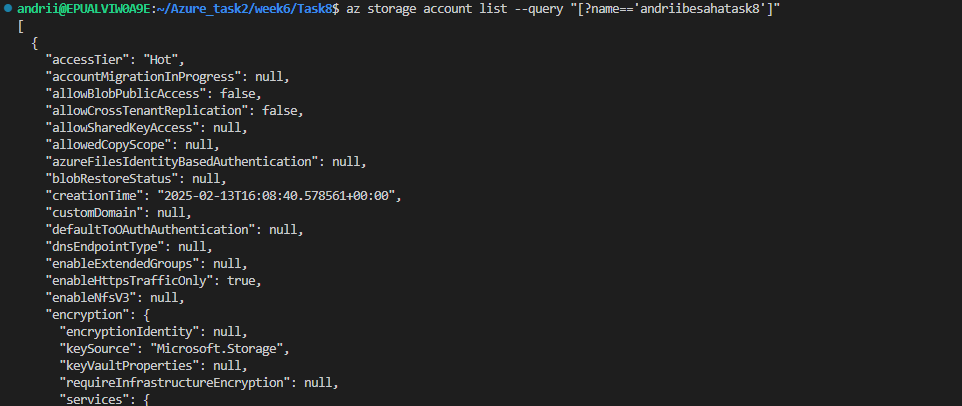 andrii@EPUALVIW0A9E:~/Azure_task2/week6/Task8$ az storage account list --query "[?name=='andriibesahatask8']"
[
  {
    "accessTier": "Hot",
    "accountMigrationInProgress": null,
    "allowBlobPublicAccess": false,
    "allowCrossTenantReplication": false,
    "allowSharedKeyAccess": null,
    "allowedCopyScope": null,
    "azureFilesIdentityBasedAuthentication": null,
    "blobRestoreStatus": null,
    "creationTime": "2025-02-13T16:08:40.578561+00:00",
    "customDomain": null,
    "defaultToOAuthAuthentication": null,
    "dnsEndpointType": null,
    "enableExtendedGroups": null,
    "enableHttpsTrafficOnly": true,
    "enableNfsV3": null,
    "encryption": {
      "encryptionIdentity": null,
      "keySource": "Microsoft.Storage",
      "keyVaultProperties": null,
      "requireInfrastructureEncryption": null,
      "services": {